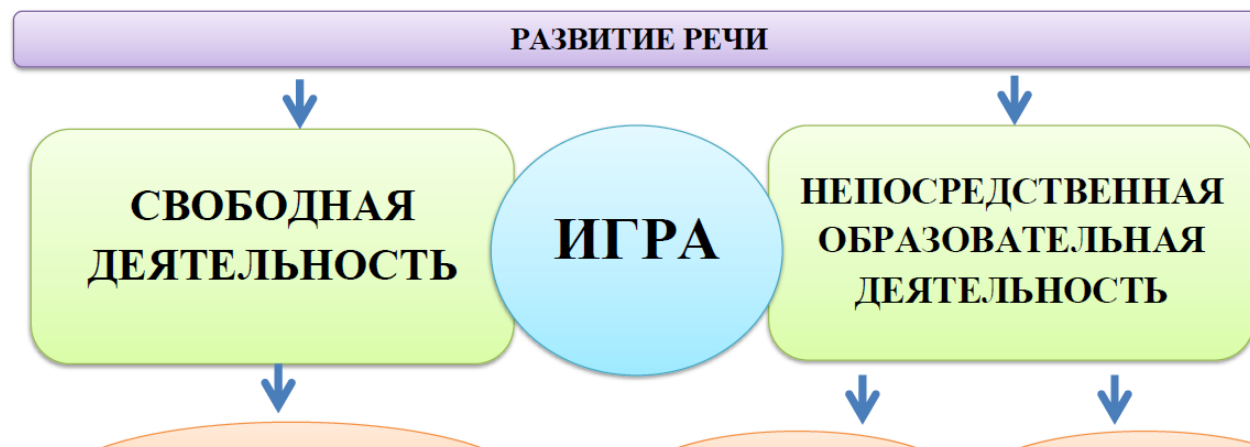 РАЗВИТИЕ РЕЧИ
СВОБОДНАЯ
ДЕЯТЕЛЬНОСТЬ
ИГРА
НЕПОСРЕДСТВЕННАЯ
ОБРАЗОВАТЕЛЬНАЯ
ДЕЯТЕЛЬНОСТЬ